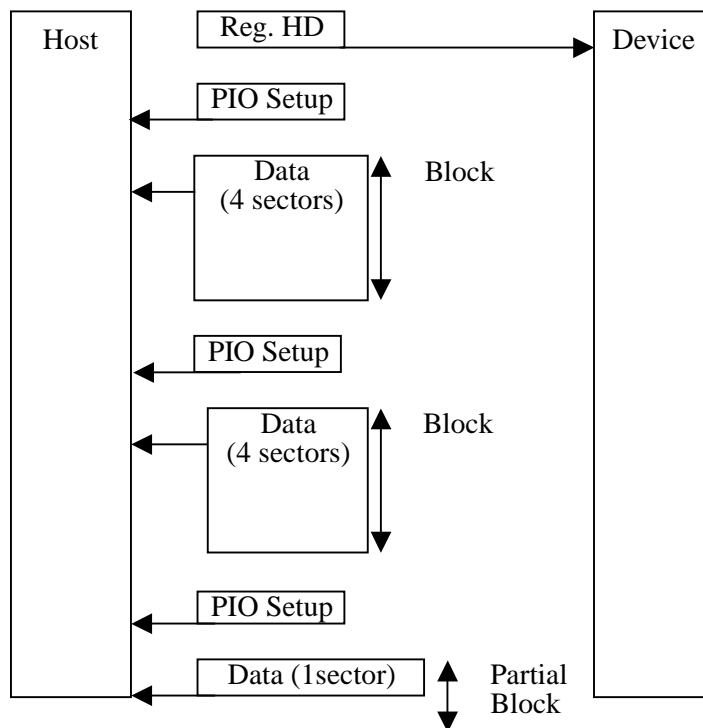 Host
Reg. HD
Device
PIO Setup
Data
(4 sectors)
Block
PIO Setup
Data
(4 sectors)
Block
PIO Setup
Data (1sector)
Partial
Block